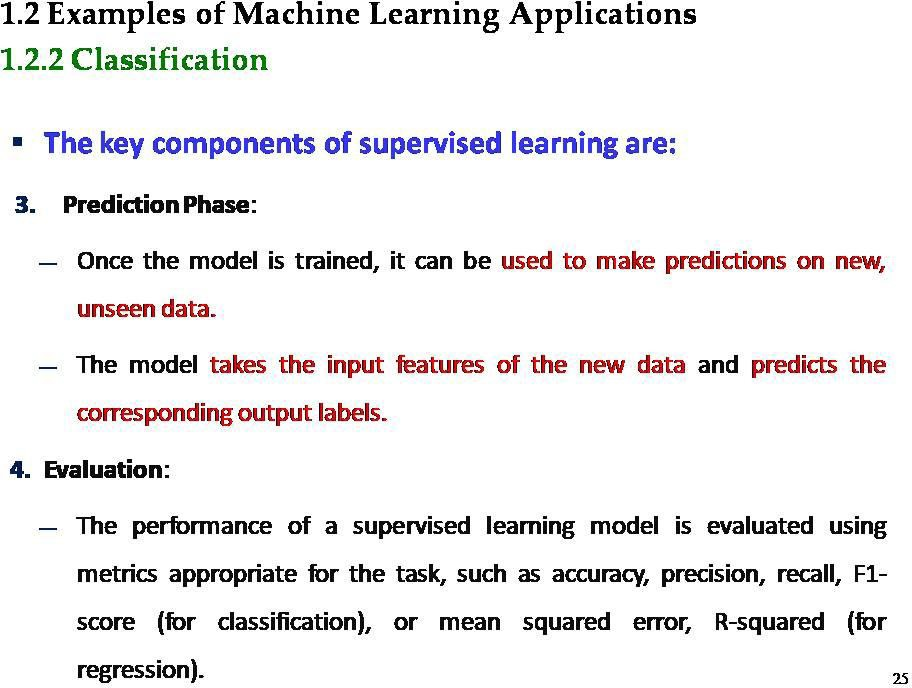 1.2 Examples of Machine Learning Applications
1.2.2 Classification
▪ The key components of supervised learning are:
3. Prediction Phase:
— Once the model is trained, it can be used to make predictions on new,
unseen data.
— The model takes the input features of the new data and predicts the
corresponding output labels.
4. Evaluation:
— The performance of a supervised learning model is evaluated using
metrics appropriate for the task, such as accuracy, precision, recall, F1-
score (for classification), or mean squared error, R-squared (for
regression).
25